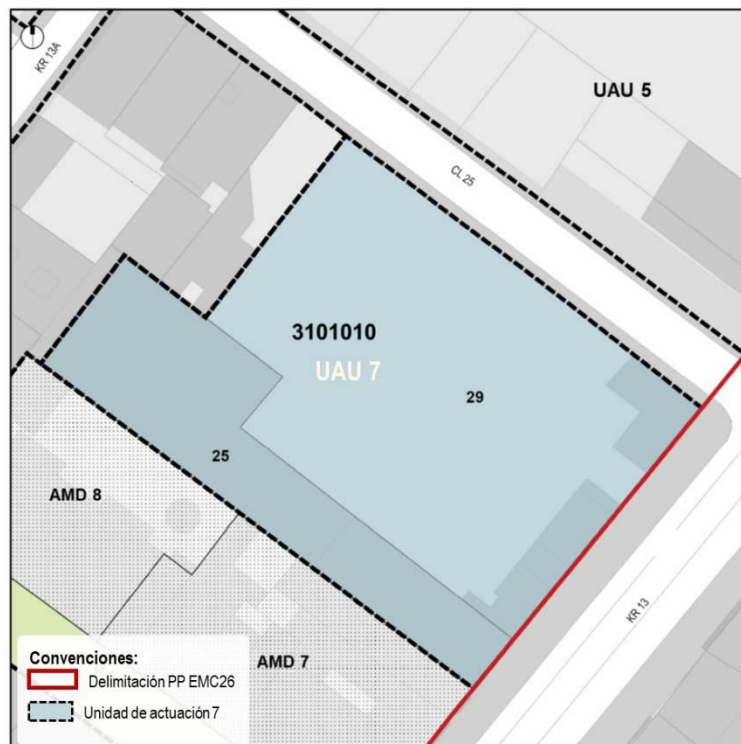 KR 13A
UAU 5
CL 25
3101010
UAU 7
29
25
AMD 8
KR 13
AMD 7
Convenciones:
Delimitación PP EMC26
Unidad de actuación 7